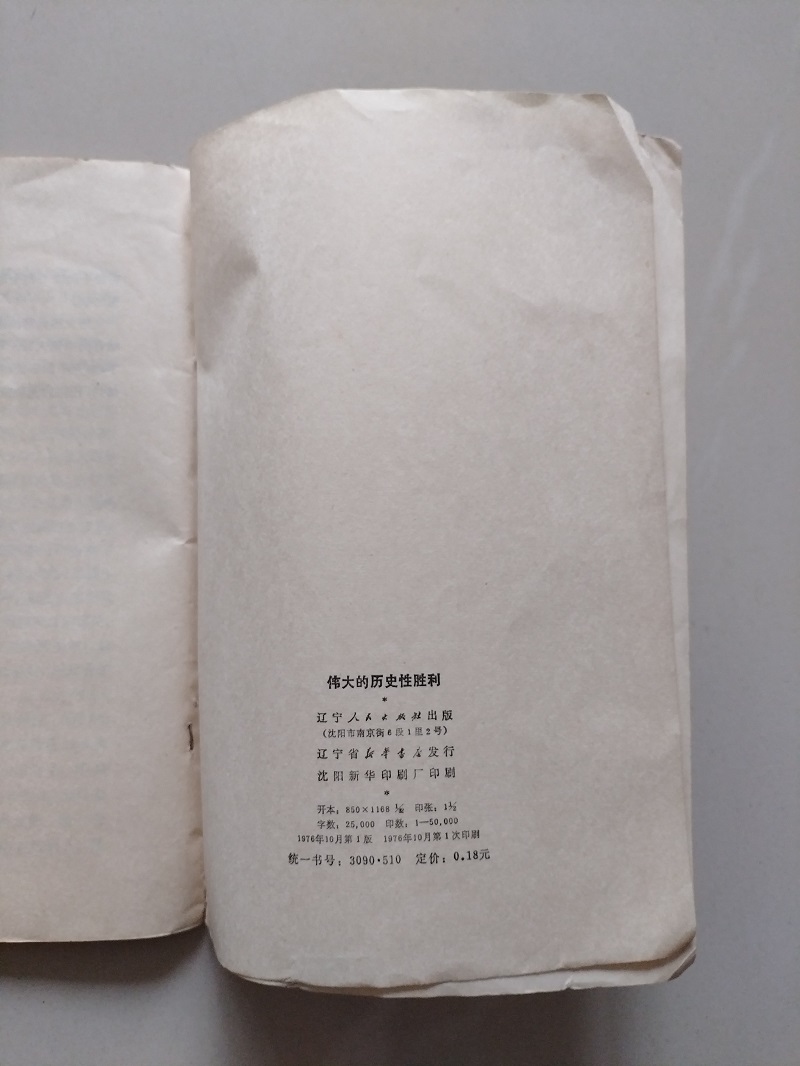 伟大的历史性胜利
*
辽宁人民出版社出版
(沈阳市南京街6段1里2号)
辽宁省新华书店发行
沈阳新华印刷厂印刷
*
开本:850×1168 1/32 印张:1½
字数:25,000 印数:1—50,000
1976年10月第1版 1976年10月第1次印刷
统一书号:3090·510 定价:0.18元